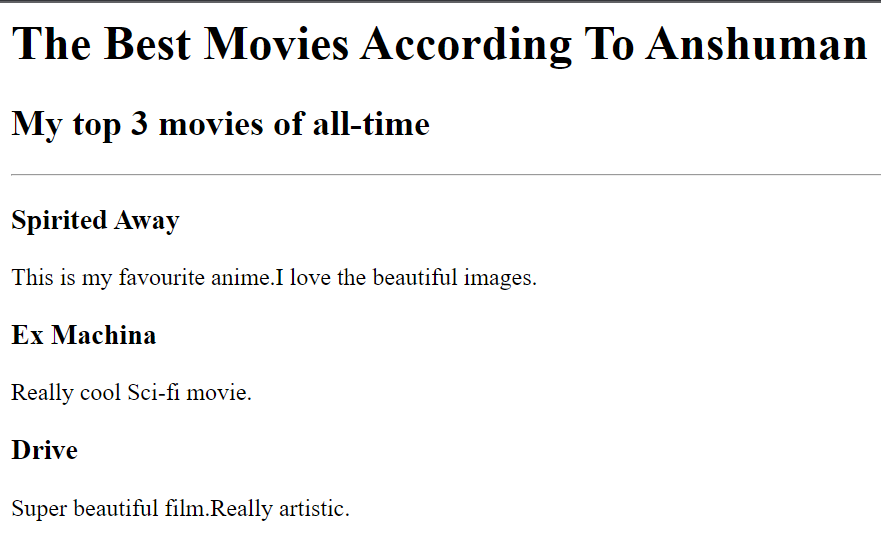 The Best Movies According To Anshuman
My top 3 movies of all-time
Spirited Away
This is my favourite anime.I love the beautiful images.
Ex Machina
Really cool Sci-fi movie.
Drive
Super beautiful film.Really artistic.